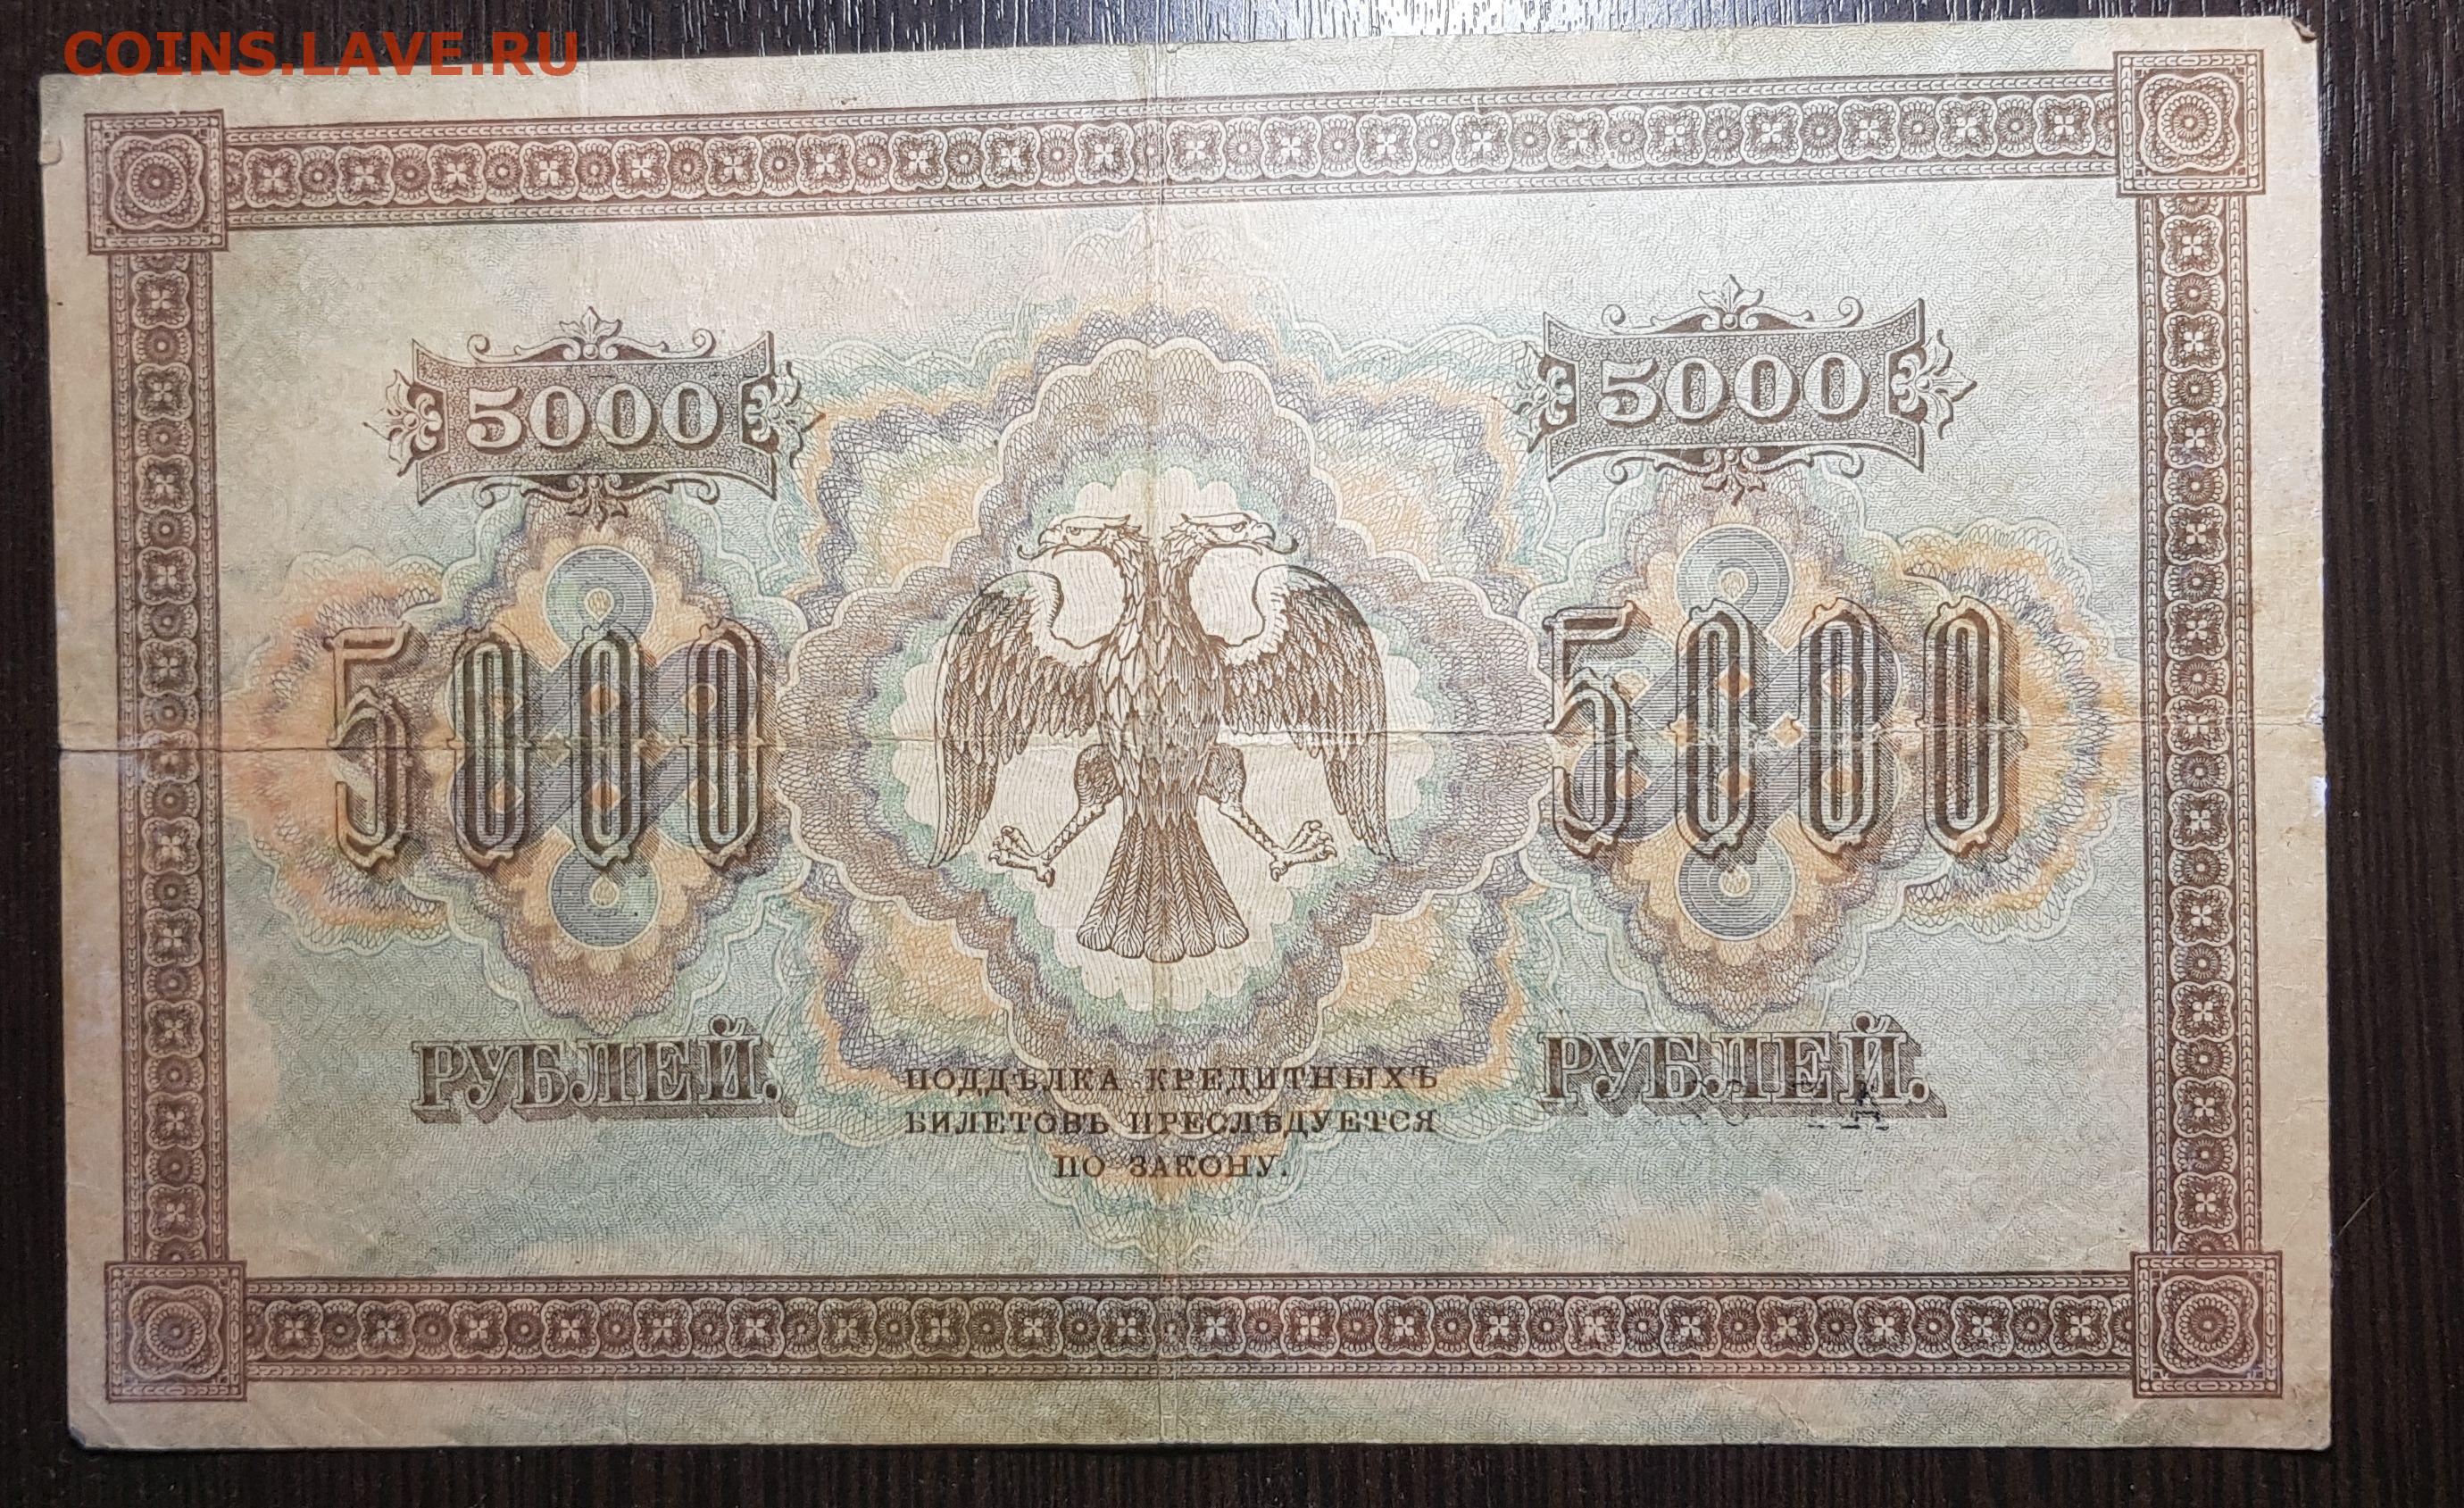 COINS.LAVE.RU
5000
5000
5000
5000
РУБЛЕЙ.
РУБЛЕЙ.
ПОДДѢЛКА КРЕДИТНЫХЪ
БИЛЕТОВЪ ПРЕСЛѢДУЕТСЯ
ПО ЗАКОНУ.